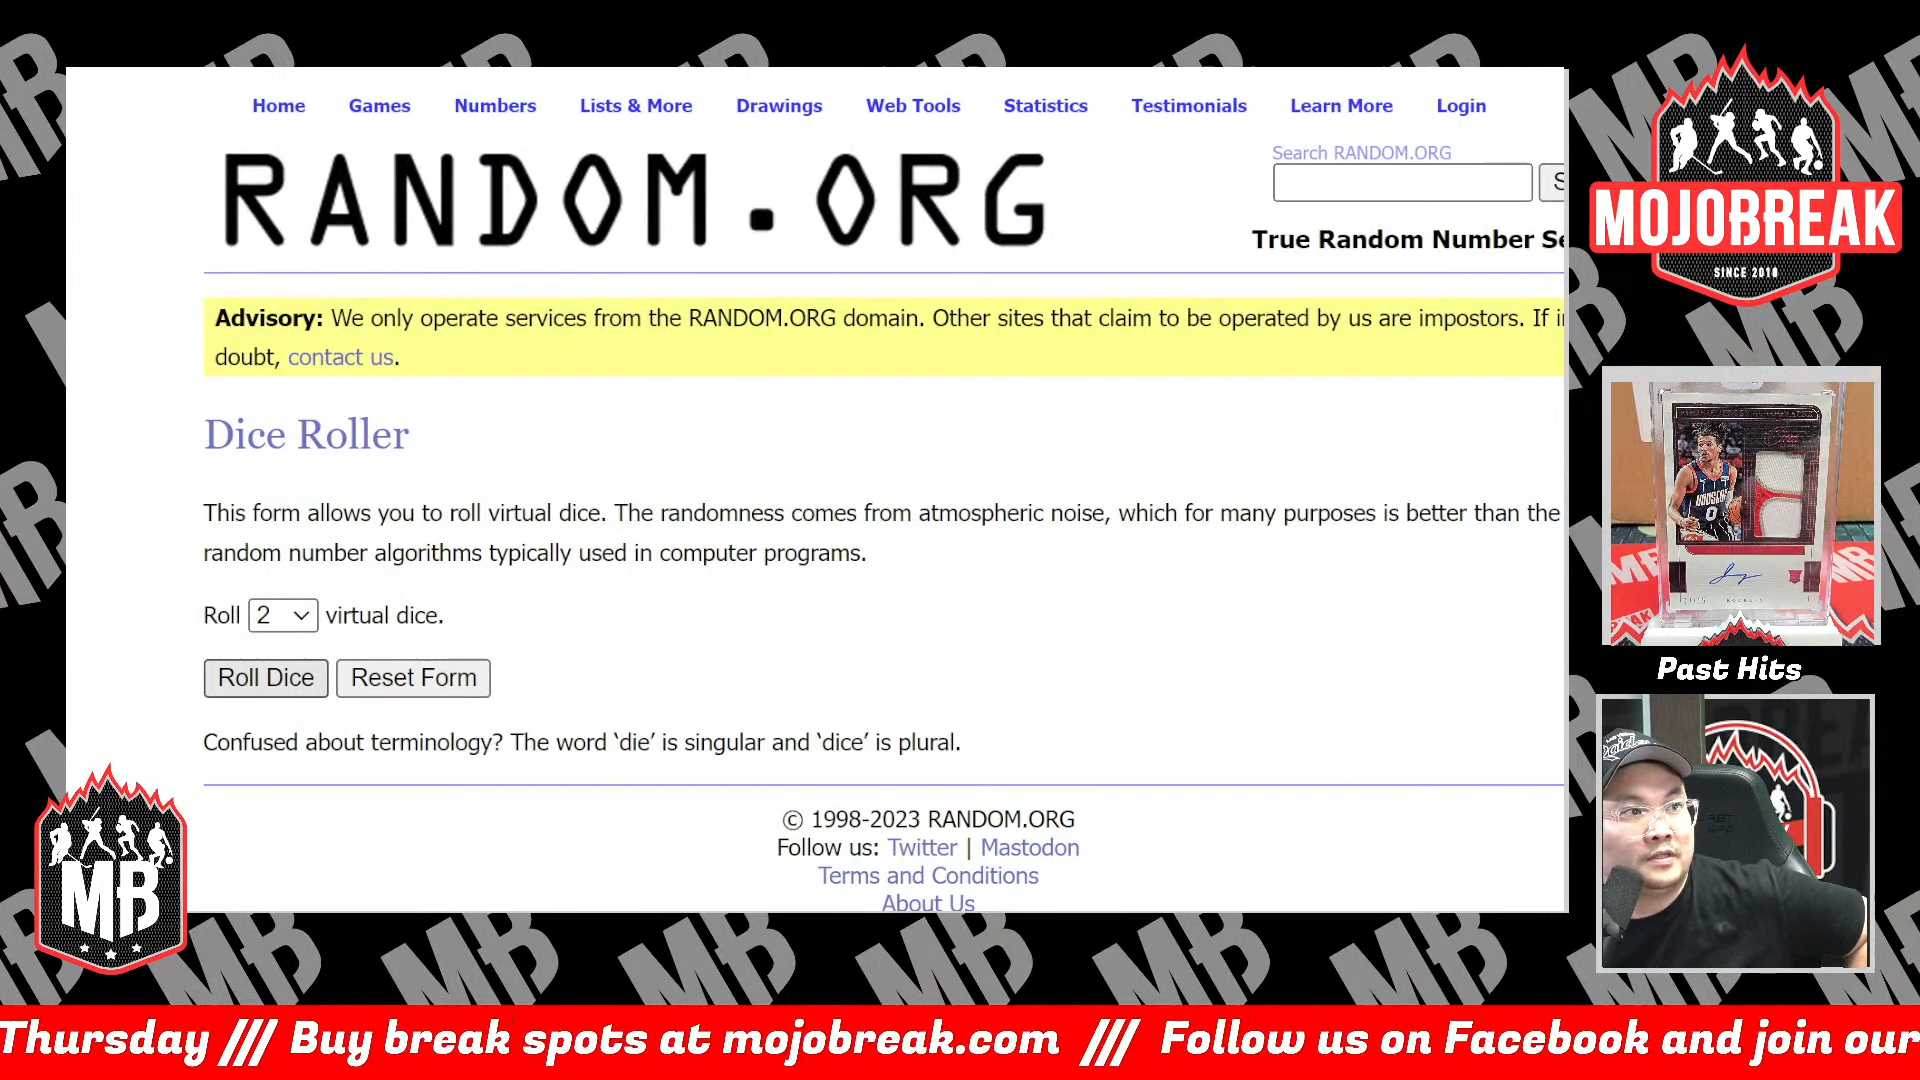 Home Games Numbers Lists & More Drawings Web Tools Statistics Testimonials Learn More Login
RANDOM.ORG
Search RANDOM.ORG
True Random Number Se
Advisory: We only operate services from the RANDOM.ORG domain. Other sites that claim to be operated by us are impostors. If in
doubt, contact us.
Dice Roller
This form allows you to roll virtual dice. The randomness comes from atmospheric noise, which for many purposes is better than the
random number algorithms typically used in computer programs.
Roll 2 virtual dice.
Roll Dice Reset Form
Confused about terminology? The word ‘die’ is singular and ‘dice’ is plural.
© 1998-2023 RANDOM.ORG
Follow us: Twitter | Mastodon
Terms and Conditions
About Us
MOJOBREAK
SINCE 2010
Past Hits
MB
Thursday /// Buy break spots at mojobreak.com /// Follow us on Facebook and join our